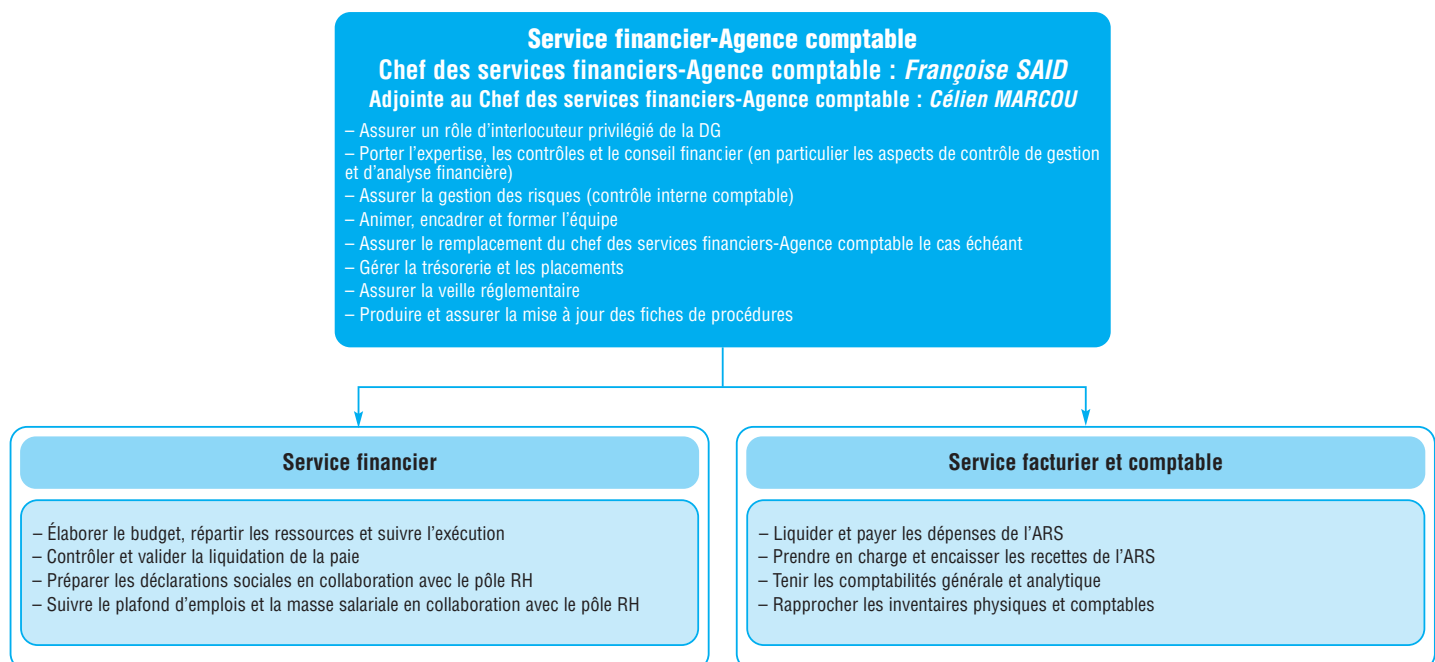 Service financier-Agence comptable
Chef des services financiers-Agence comptable : Françoise SAID
Adjointe au Chef des services financiers-Agence comptable : Célien MARCOU
– Assurer un rôle d’interlocuteur privilégié de la DG
– Porter l’expertise, les contrôles et le conseil financier (en particulier les aspects de contrôle de gestion
et d’analyse financière)
– Assurer la gestion des risques (contrôle interne comptable)
– Animer, encadrer et former l’équipe
– Assurer le remplacement du chef des services financiers-Agence comptable le cas échéant
– Gérer la trésorerie et les placements
– Assurer la veille réglementaire
– Produire et assurer la mise à jour des fiches de procédures
Service financier
– Élaborer le budget, répartir les ressources et suivre l’exécution
– Contrôler et valider la liquidation de la paie
– Préparer les déclarations sociales en collaboration avec le pôle RH
– Suivre le plafond d’emplois et la masse salariale en collaboration avec le pôle RH
Service facturier et comptable
– Liquider et payer les dépenses de l’ARS
– Prendre en charge et encaisser les recettes de l’ARS
– Tenir les comptabilités générale et analytique
– Rapprocher les inventaires physiques et comptables